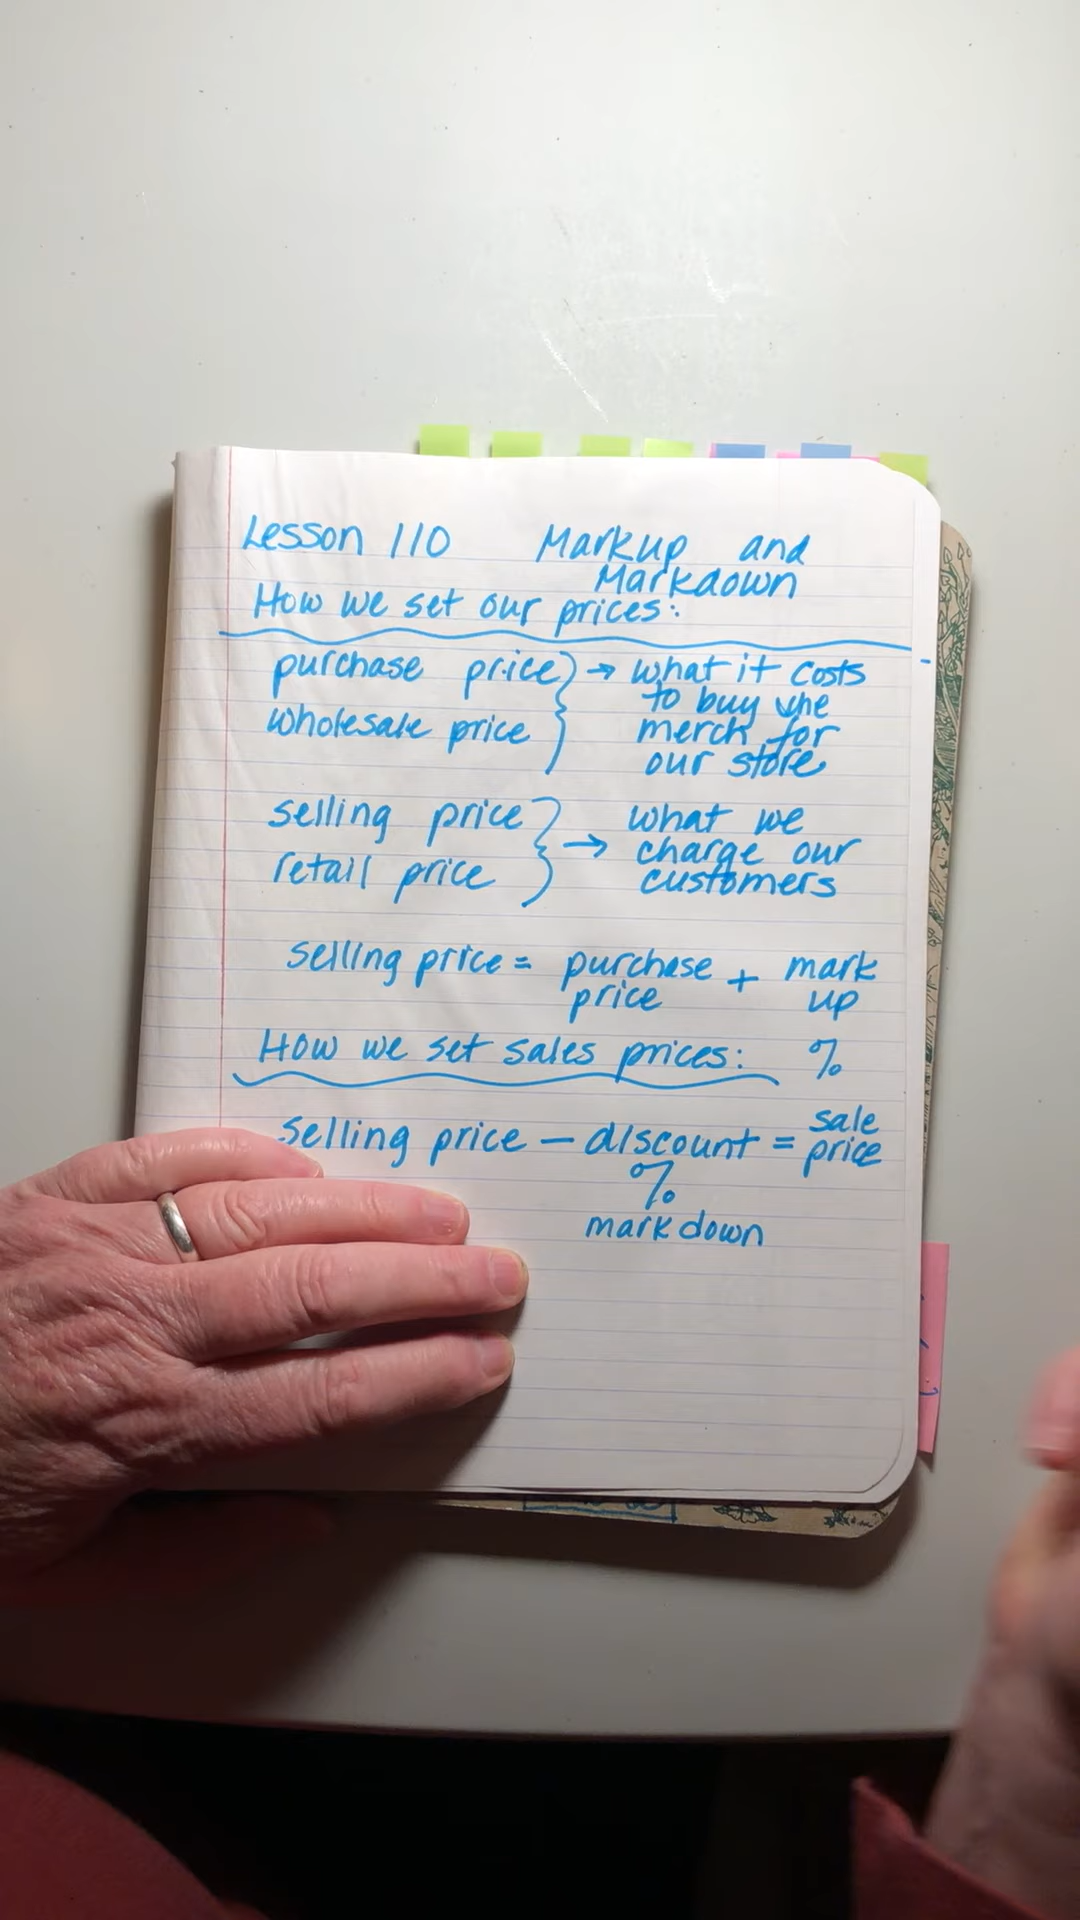 Lesson 110 Markup and
Markdown
How we set our prices:
purchase price } → what it costs
to buy the
wholesale price merch for
our store
selling price } → what we
charge our
retail price customers
selling price = purchase + mark
price up
How we set sales prices: %
selling price - discount = sale
price
%
markdown